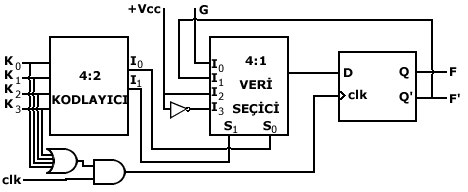 +Vcc G
K0
K1
K2
K3
4:2
KODLAYICI
I0
I1
4:1
VERİ
SEÇİCİ
I0
I1
I2
I3
S1 S0
D Q
clk Q'
F
F'
clk